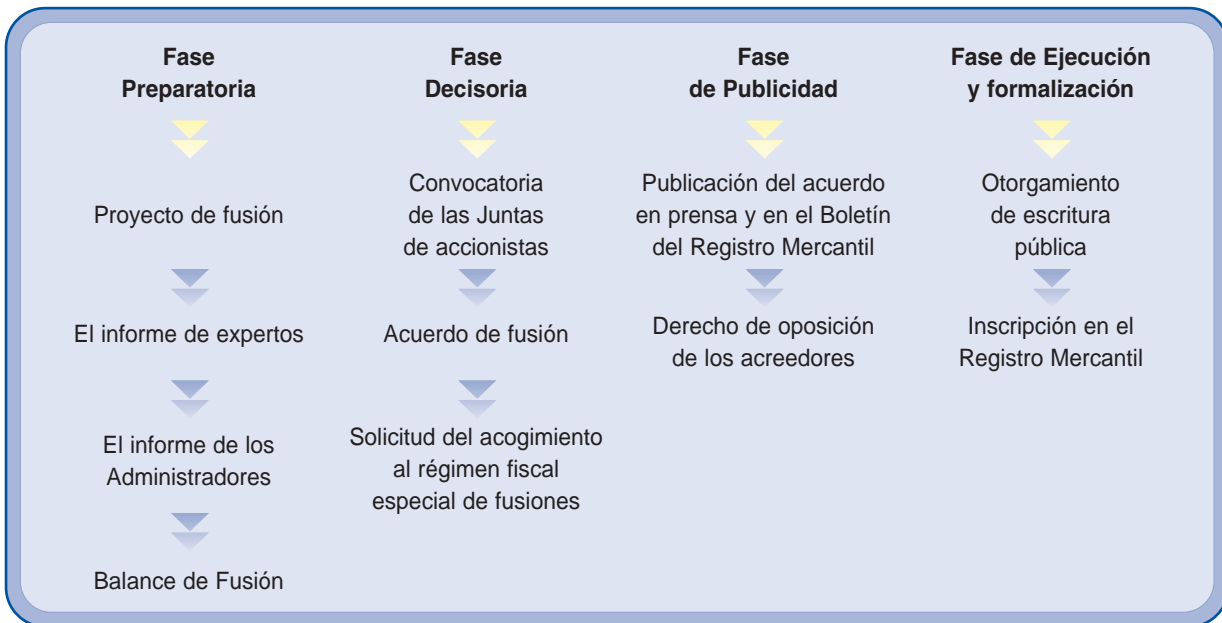 Fase
Preparatoria
Proyecto de fusión
El informe de expertos
El informe de los
Administradores
Balance de Fusión
Fase
Decisoria
Convocatoria
de las Juntas
de accionistas
Acuerdo de fusión
Solicitud del acogimiento
al régimen fiscal
especial de fusiones
Fase
de Publicidad
Publicación del acuerdo
en prensa y en el Boletín
del Registro Mercantil
Derecho de oposición
de los acreedores
Fase de Ejecución
y formalización
Otorgamiento
de escritura
pública
Inscripción en el
Registro Mercantil